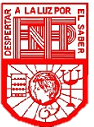 DESPERTAR A LA LUZ POR EL SABER
ENP